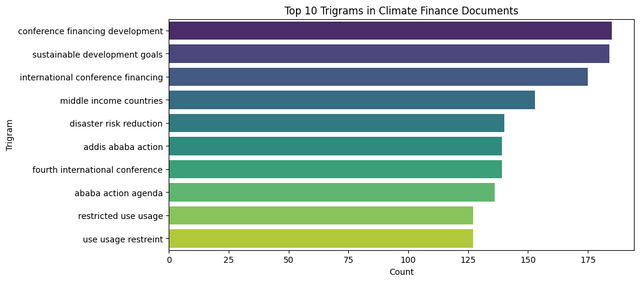 Top 10 Trigrams in Climate Finance Documents
Trigram
conference financing development
sustainable development goals
international conference financing
middle income countries
disaster risk reduction
addis ababa action
fourth international conference
ababa action agenda
restricted use usage
use usage restreint
0 25 50 75 100 125 150 175
Count